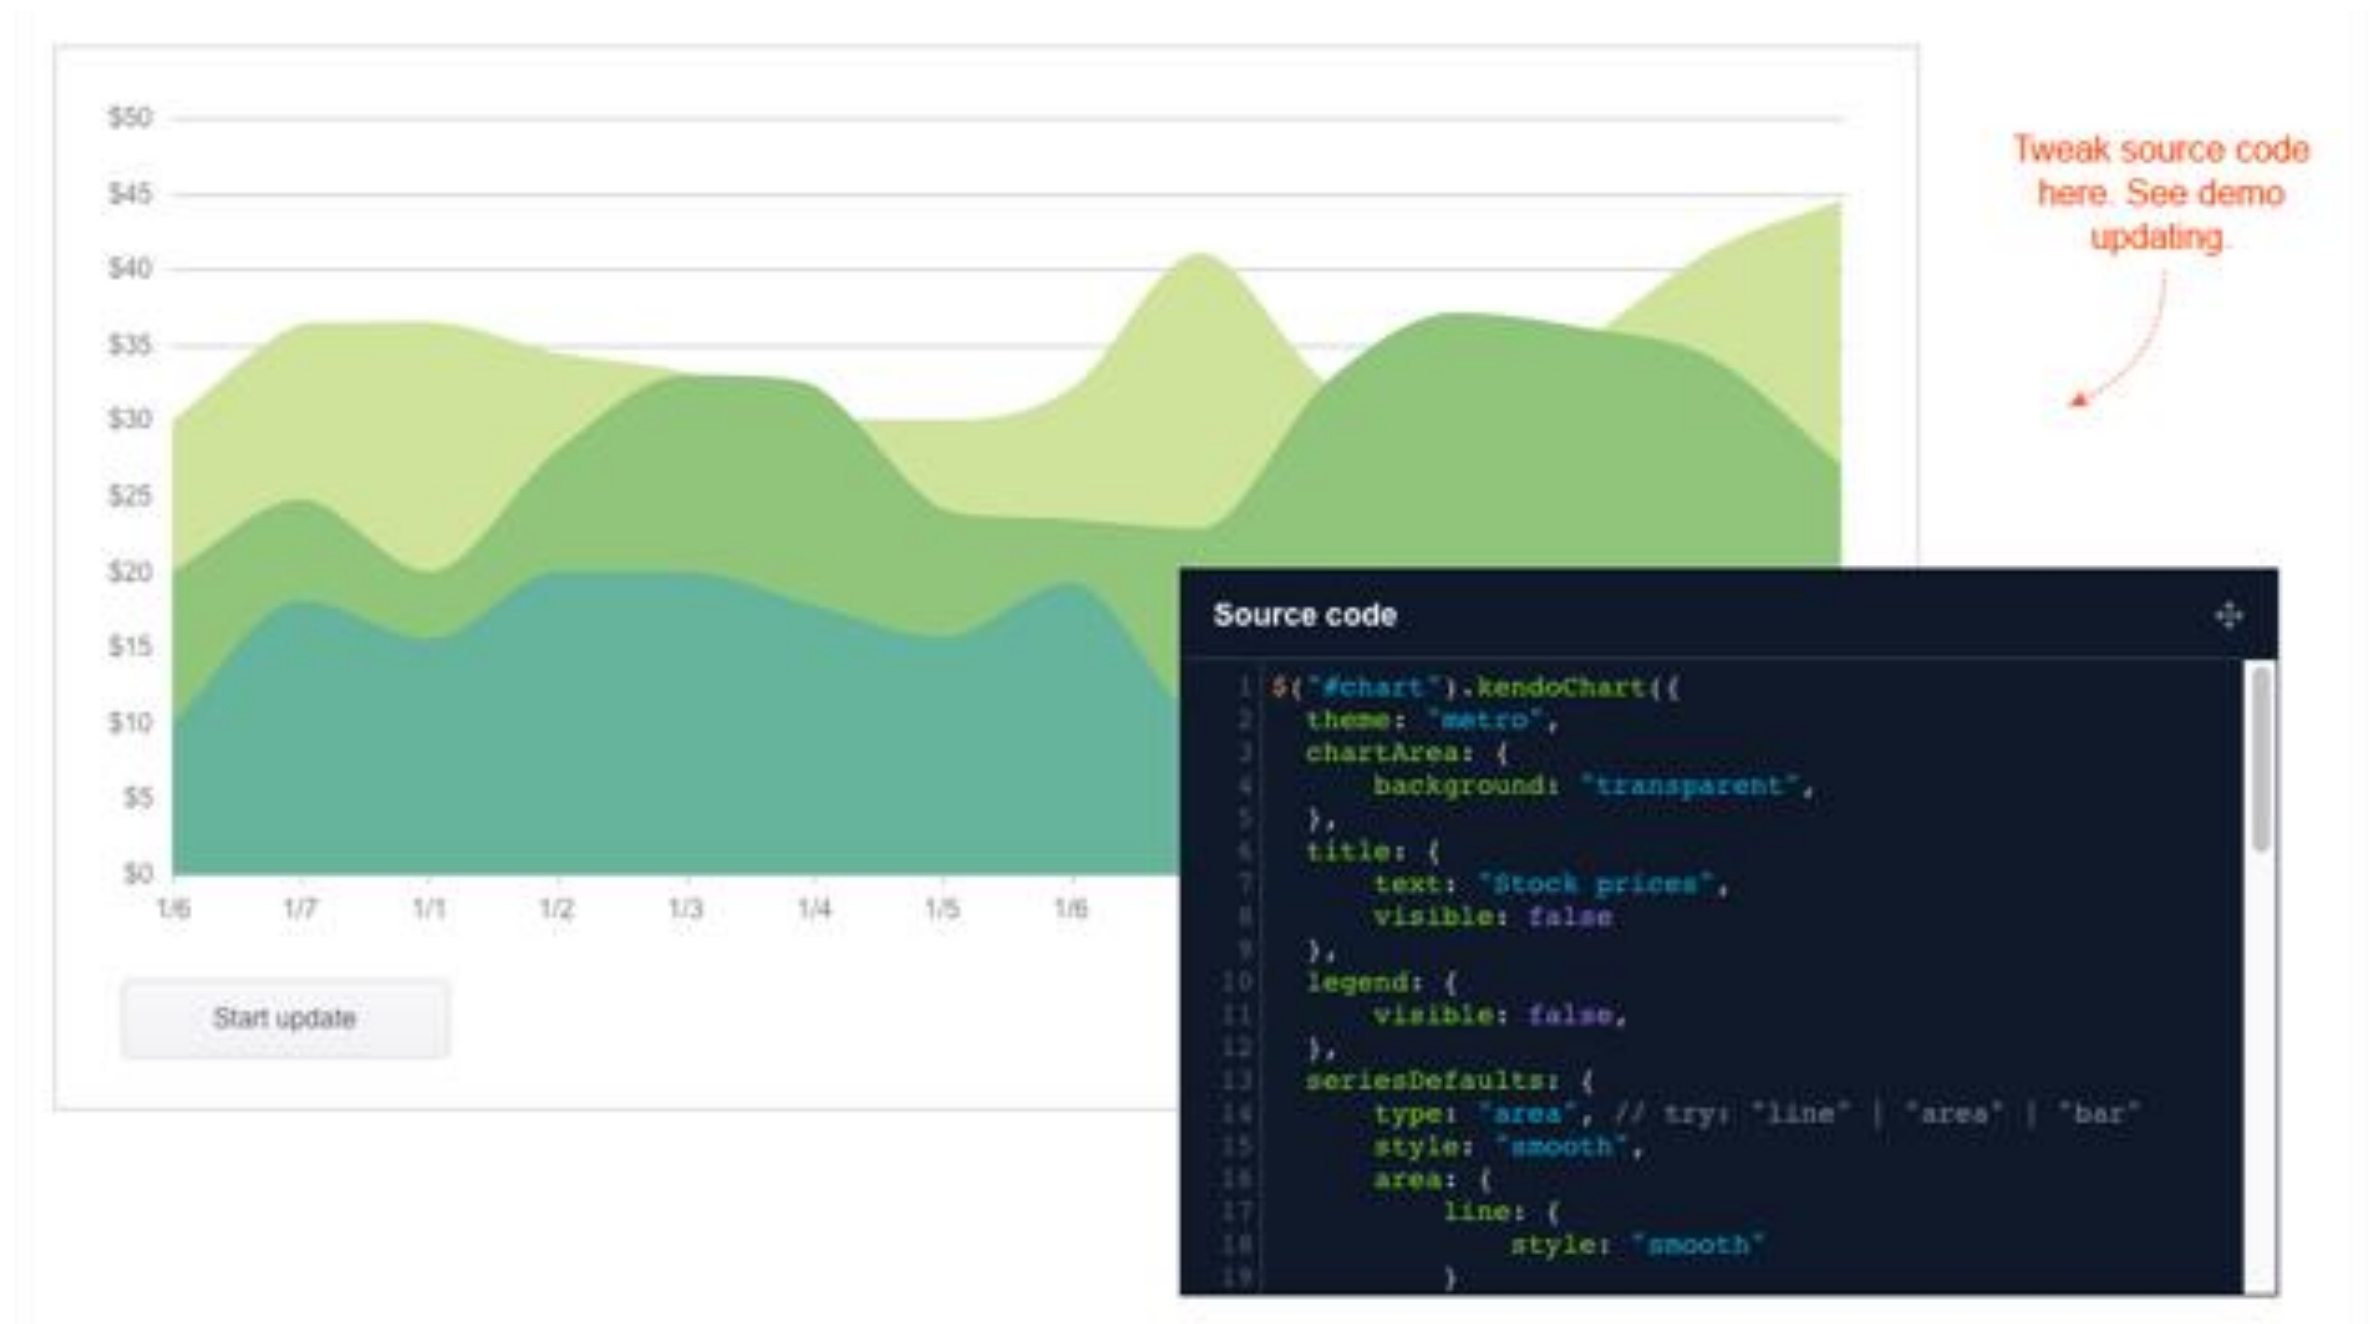 $50
$45
$40
$35
$30
$25
$20
$15
$10
$5
$0
1/6 1/7 1/1 1/2 1/3 1/4 1/5 1/6
Start update
Tweak source code
here. See demo
updating.
Source code
1 $("#chart").kendoChart({
2 theme: "metro",
3 chartArea: {
4 background: "transparent",
5 },
6 title: {
7 text: "Stock prices",
8 visible: false
9 },
10 legend: {
11 visible: false,
12 },
13 seriesDefaults: {
14 type: "area", // try: "line" | "area" | "bar"
15 style: "smooth",
16 area: {
17 line: {
18 style: "smooth"
19 }